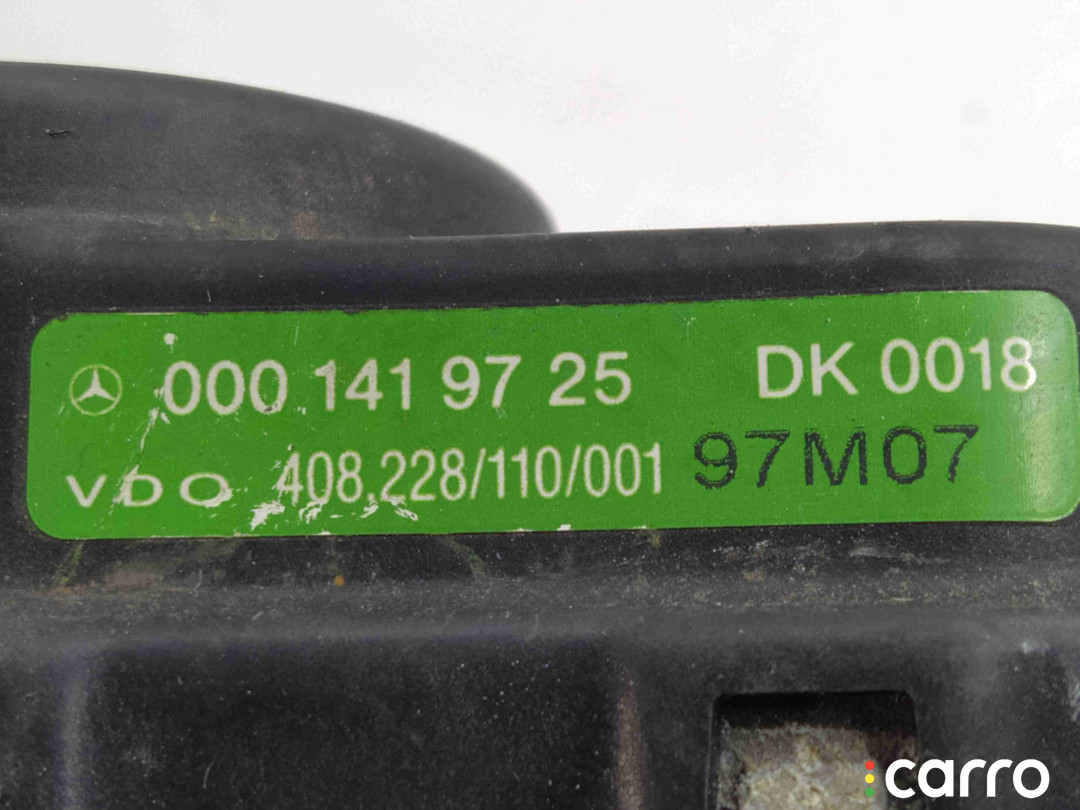 000 141 97 25 DK 0018
VDO 408.228/110/001 97M07
carro